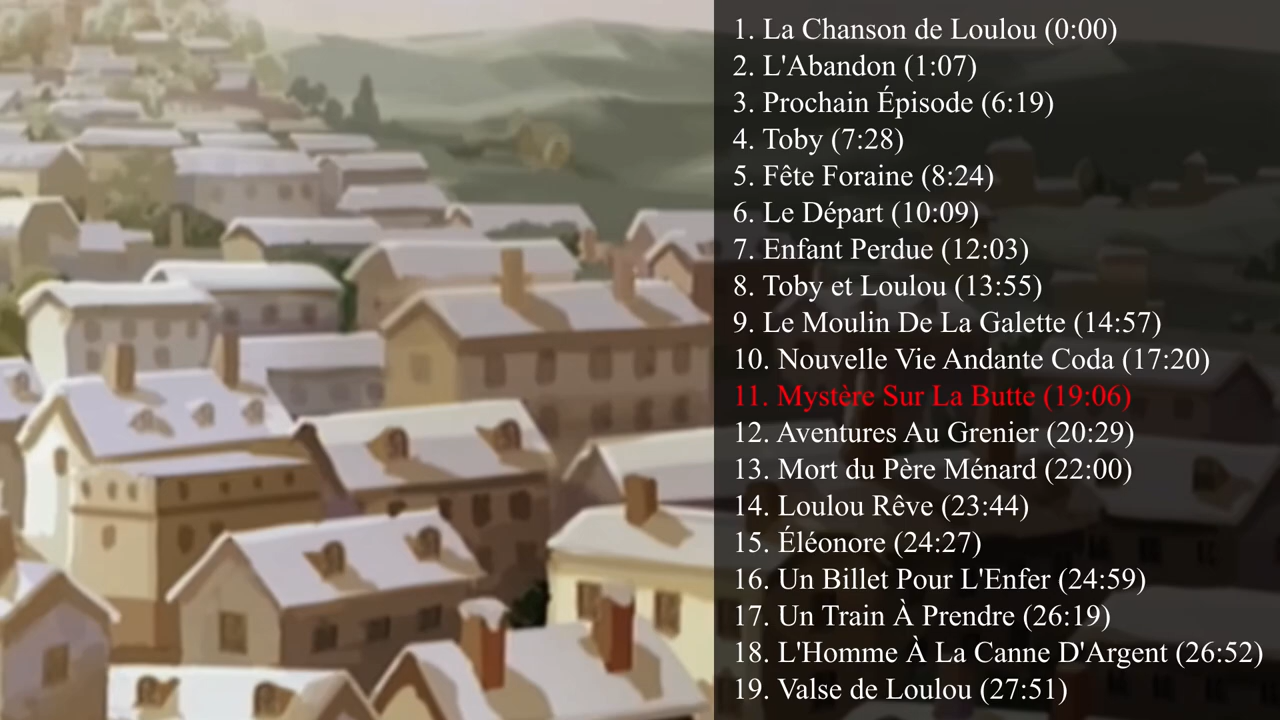 1. La Chanson de Loulou (0:00)
2. L'Abandon (1:07)
3. Prochain Épisode (6:19)
4. Toby (7:28)
5. Fête Foraine (8:24)
6. Le Départ (10:09)
7. Enfant Perdue (12:03)
8. Toby et Loulou (13:55)
9. Le Moulin De La Galette (14:57)
10. Nouvelle Vie Andante Coda (17:20)
11. Mystère Sur La Butte (19:06)
12. Aventures Au Grenier (20:29)
13. Mort du Père Ménard (22:00)
14. Loulou Rêve (23:44)
15. Éléonore (24:27)
16. Un Billet Pour L'Enfer (24:59)
17. Un Train À Prendre (26:19)
18. L'Homme À La Canne D'Argent (26:52)
19. Valse de Loulou (27:51)